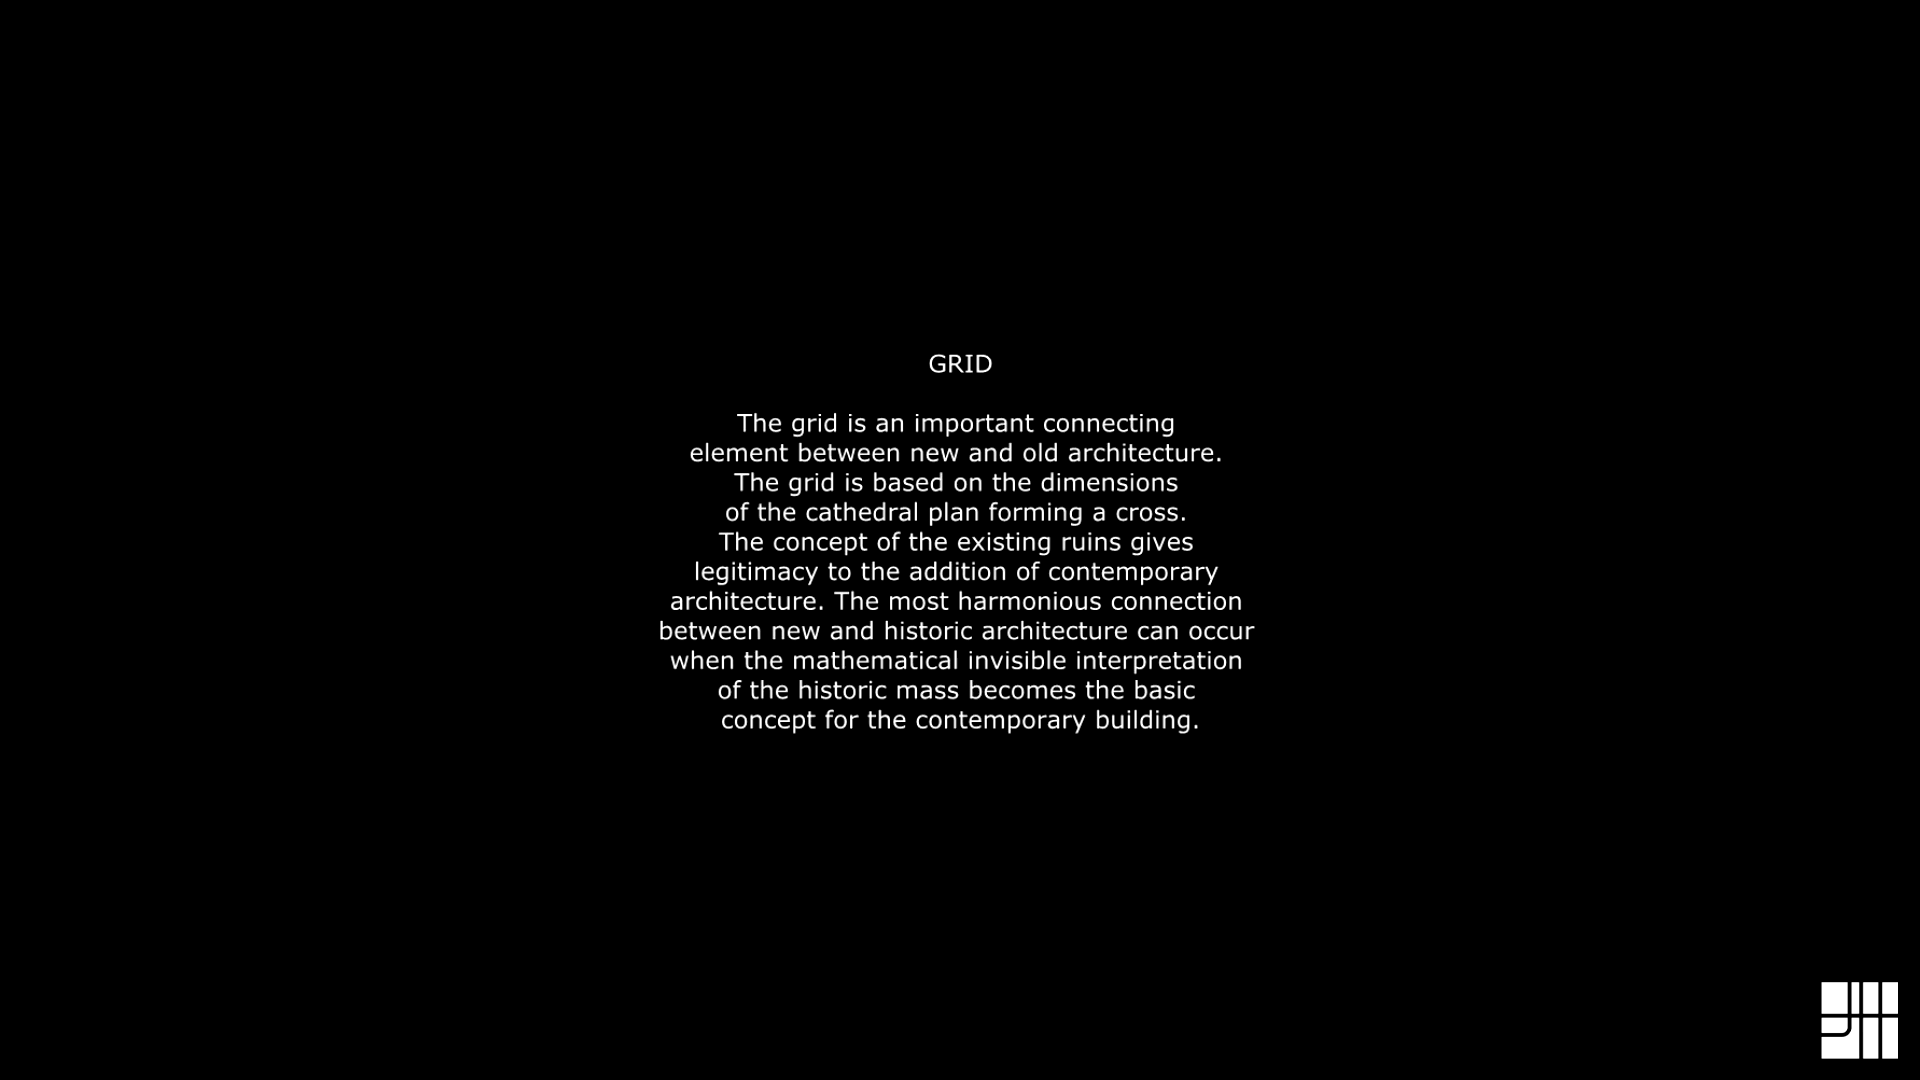 GRID
The grid is an important connecting
element between new and old architecture.
The grid is based on the dimensions
of the cathedral plan forming a cross.
The concept of the existing ruins gives
legitimacy to the addition of contemporary
architecture. The most harmonious connection
between new and historic architecture can occur
when the mathematical invisible interpretation
of the historic mass becomes the basic
concept for the contemporary building.